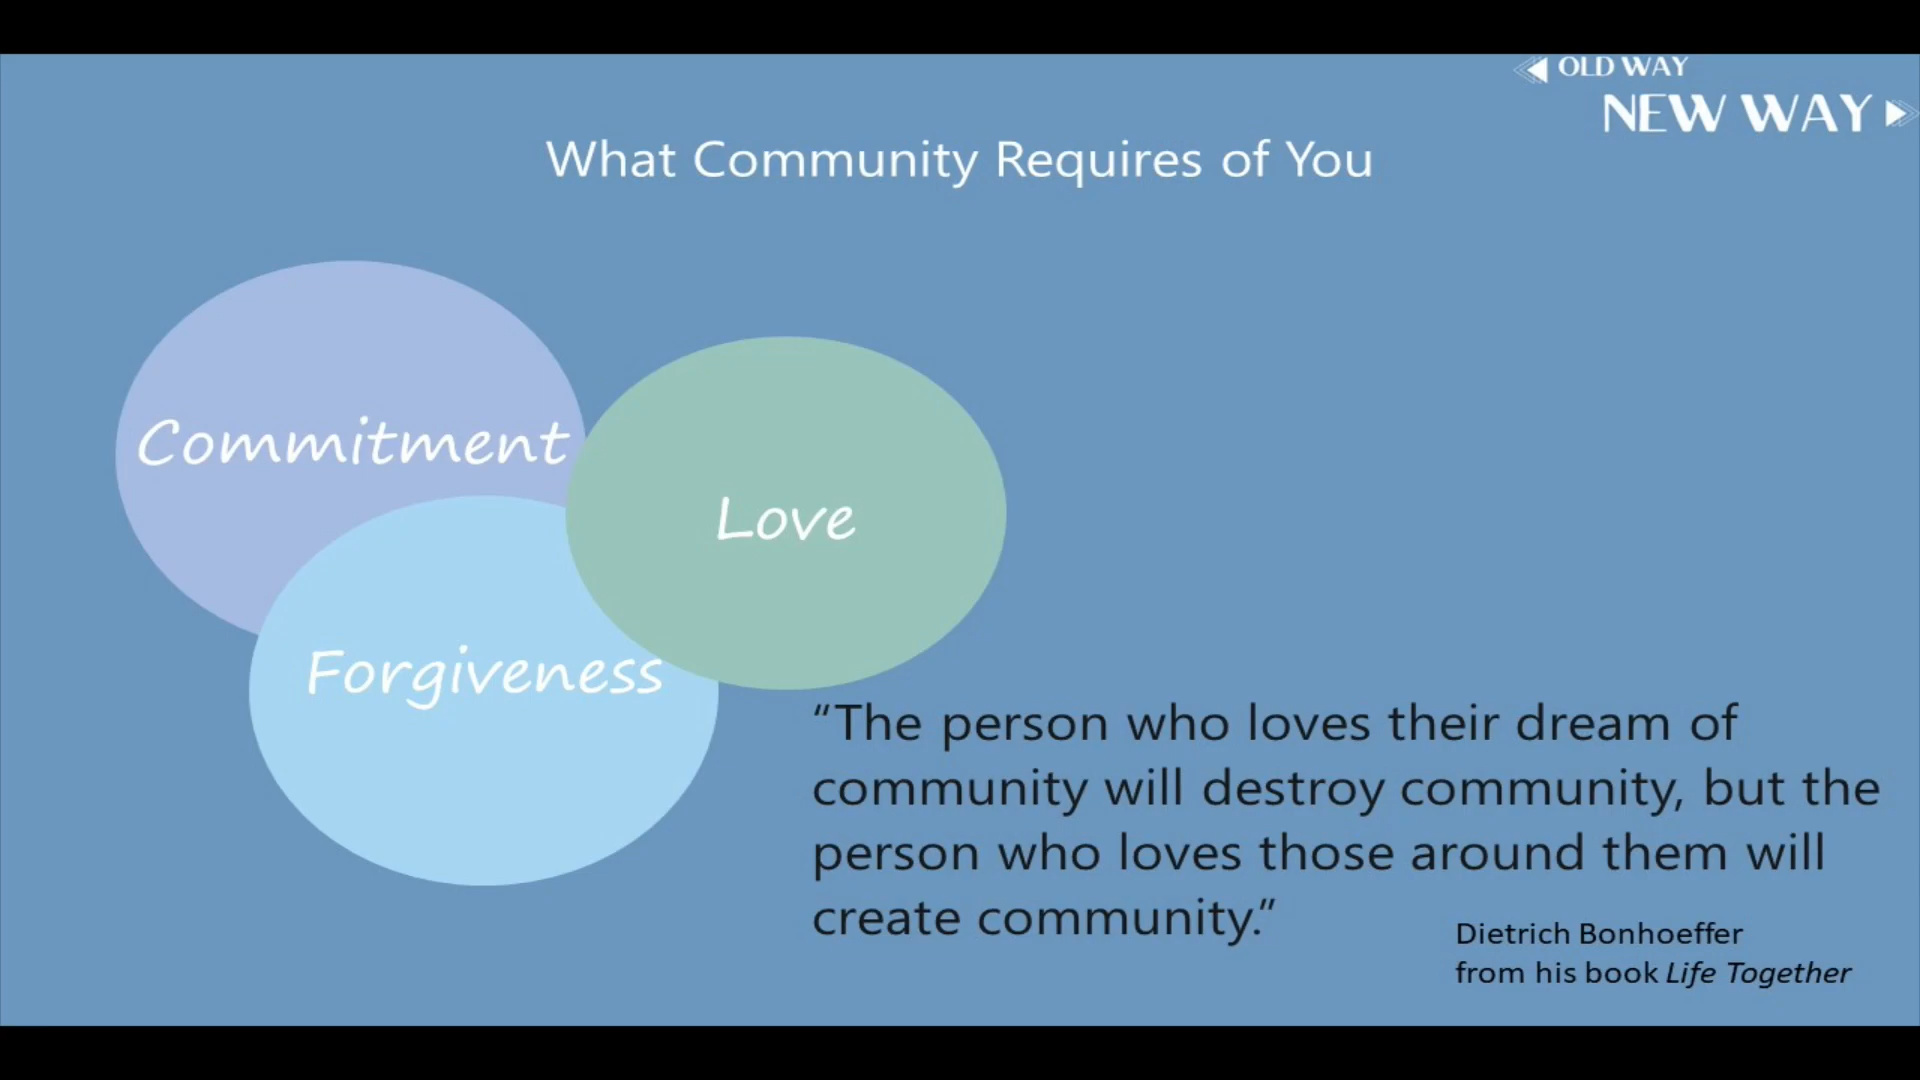 OLD WAY
NEW WAY
What Community Requires of You
Commitment
Love
Forgiveness
“The person who loves their dream of
community will destroy community, but the
person who loves those around them will
create community.”
Dietrich Bonhoeffer
from his book Life Together